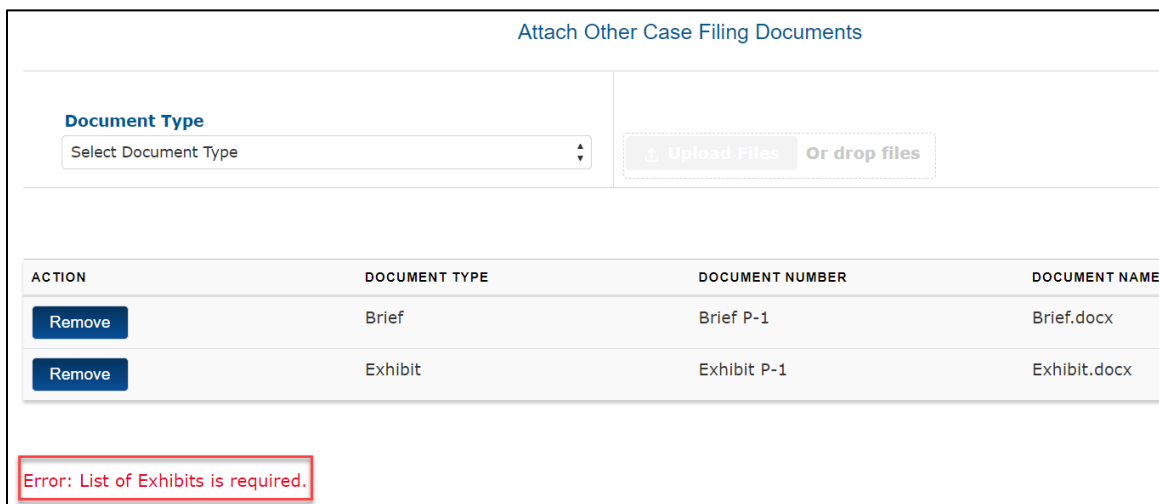 Attach Other Case Filing Documents
Document Type
Select Document Type
Upload Files Or drop files
ACTION DOCUMENT TYPE DOCUMENT NUMBER DOCUMENT NAME
Remove Brief Brief P-1 Brief.docx
Remove Exhibit Exhibit P-1 Exhibit.docx
Error: List of Exhibits is required.